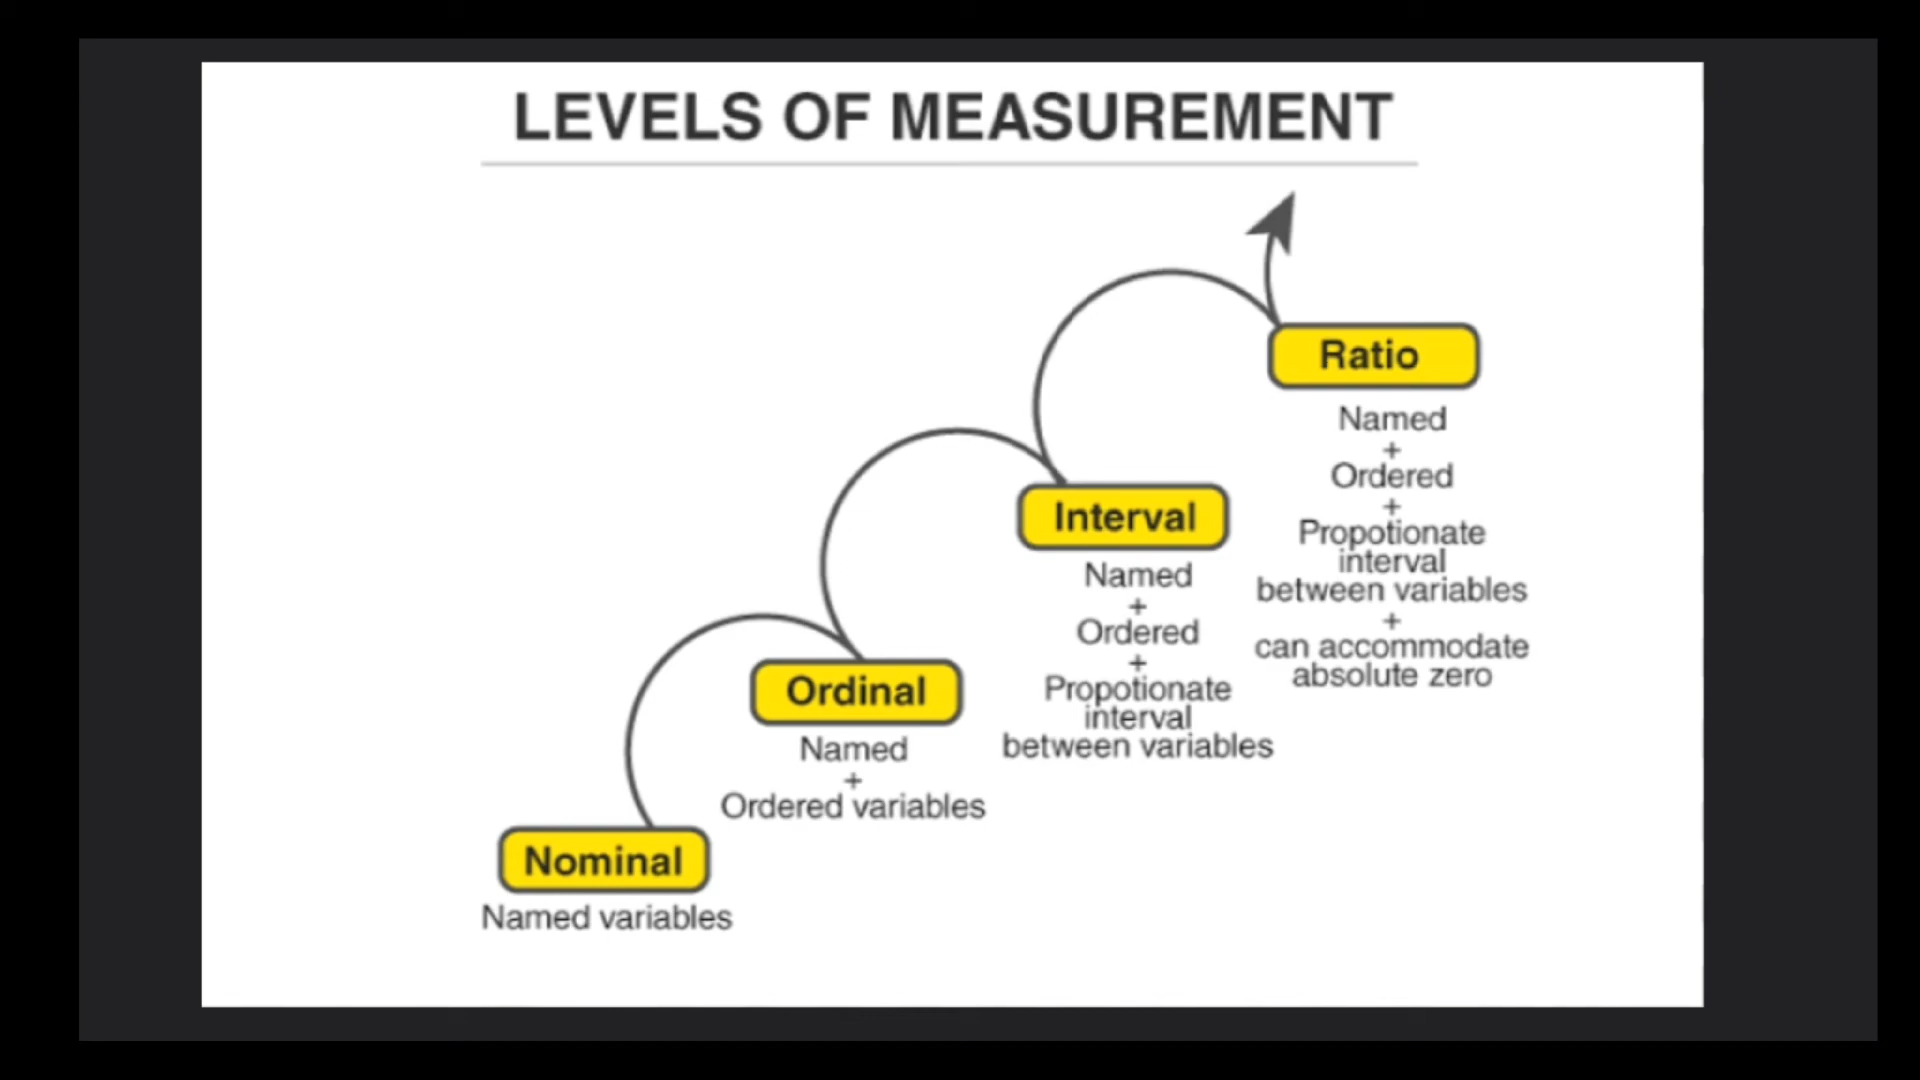 LEVELS OF MEASUREMENT
Ratio
Named
+
Ordered
+
Propotionate
interval
between variables
+
can accommodate
absolute zero
Interval
Named
+
Ordered
+
Propotionate
interval
between variables
Ordinal
Named
+
Ordered variables
Nominal
Named variables